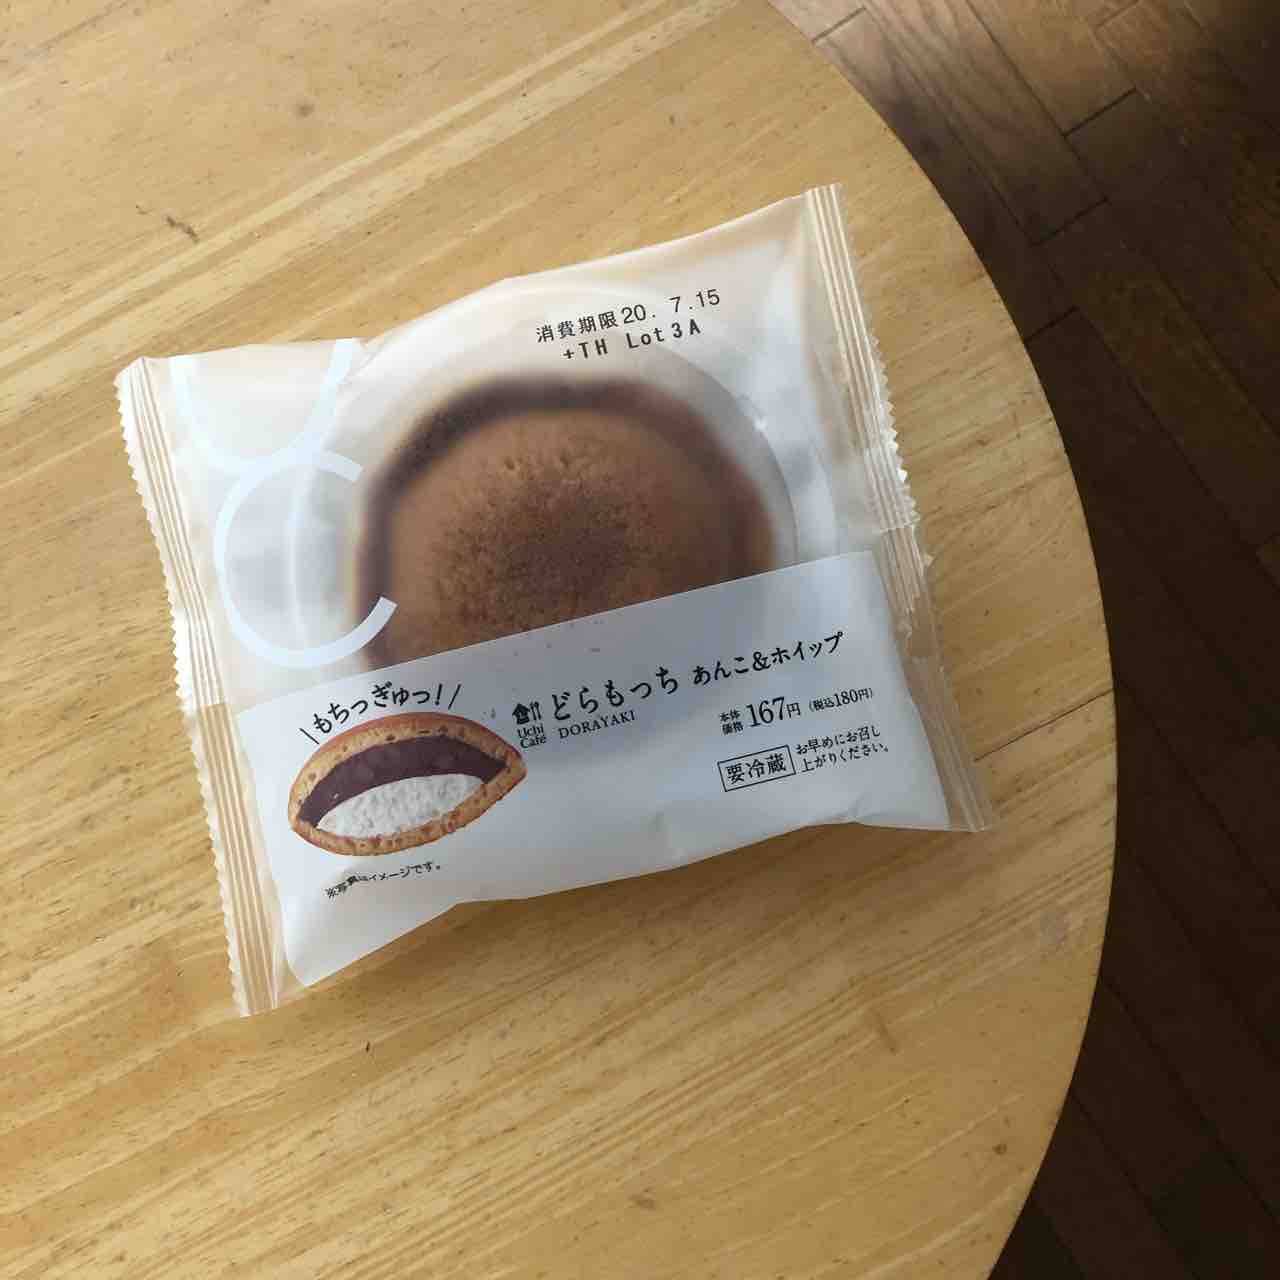 消費期限20. 7.15
+TH Lot3A
UC
もちっぎゅっ!
Uchi Café
どらもっち あんこ&ホイップ
DORAYAKI
本体価格 167円 (税込180円)
要冷蔵 お早めにお召し上がりください。
※写真はイメージです。